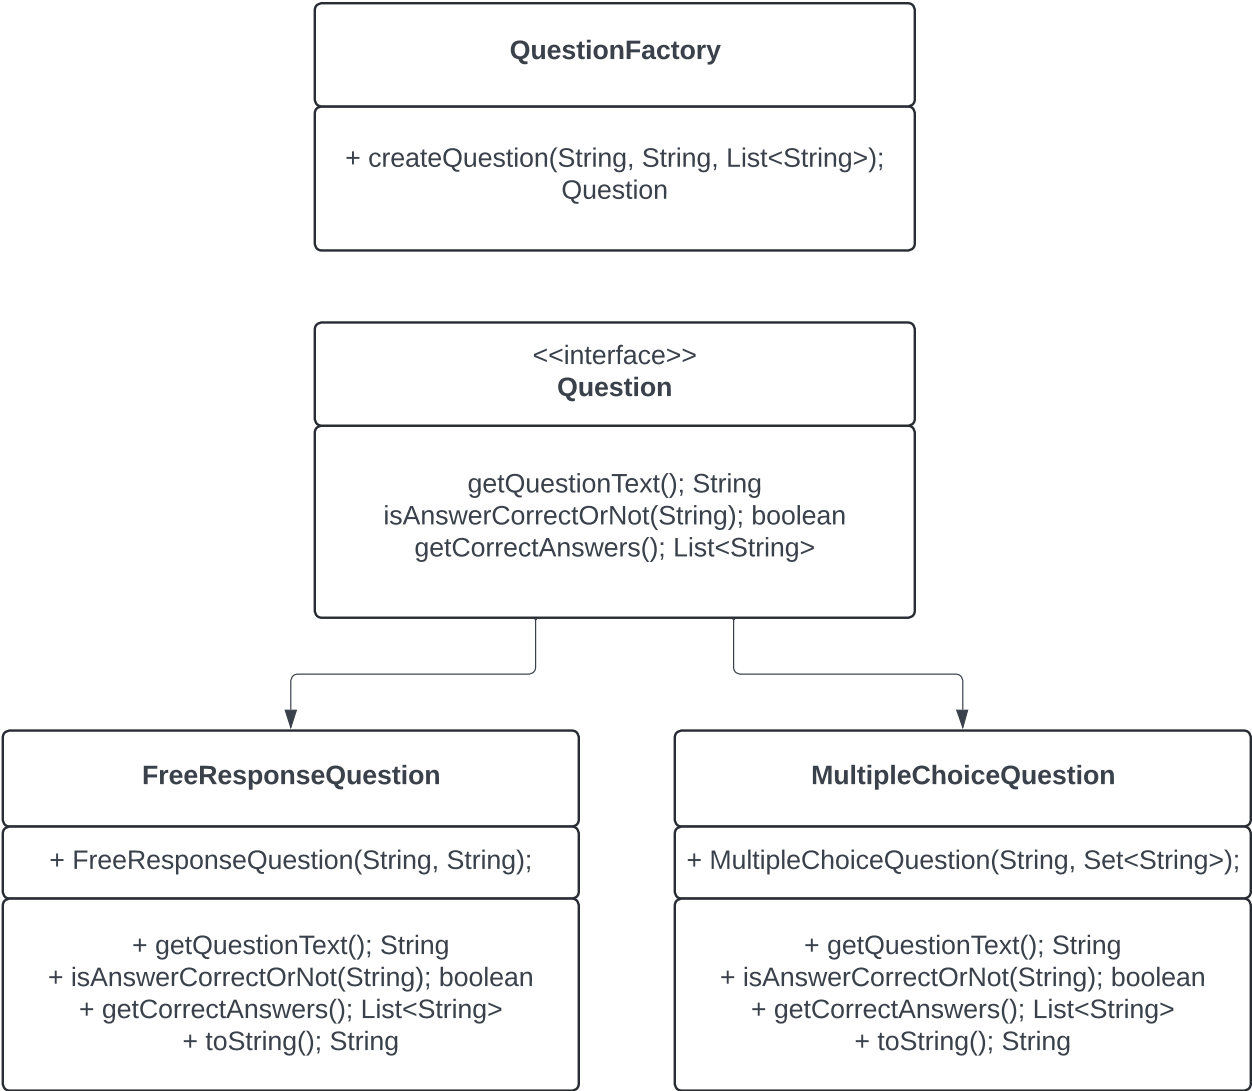 QuestionFactory
+ createQuestion(String, String, List<String>);
Question
<<interface>>
Question
getQuestionText(); String
isAnswerCorrectOrNot(String); boolean
getCorrectAnswers(); List<String>
FreeResponseQuestion
+ FreeResponseQuestion(String, String);
+ getQuestionText(); String
+ isAnswerCorrectOrNot(String); boolean
+ getCorrectAnswers(); List<String>
+ toString(); String
MultipleChoiceQuestion
+ MultipleChoiceQuestion(String, Set<String>);
+ getQuestionText(); String
+ isAnswerCorrectOrNot(String); boolean
+ getCorrectAnswers(); List<String>
+ toString(); String